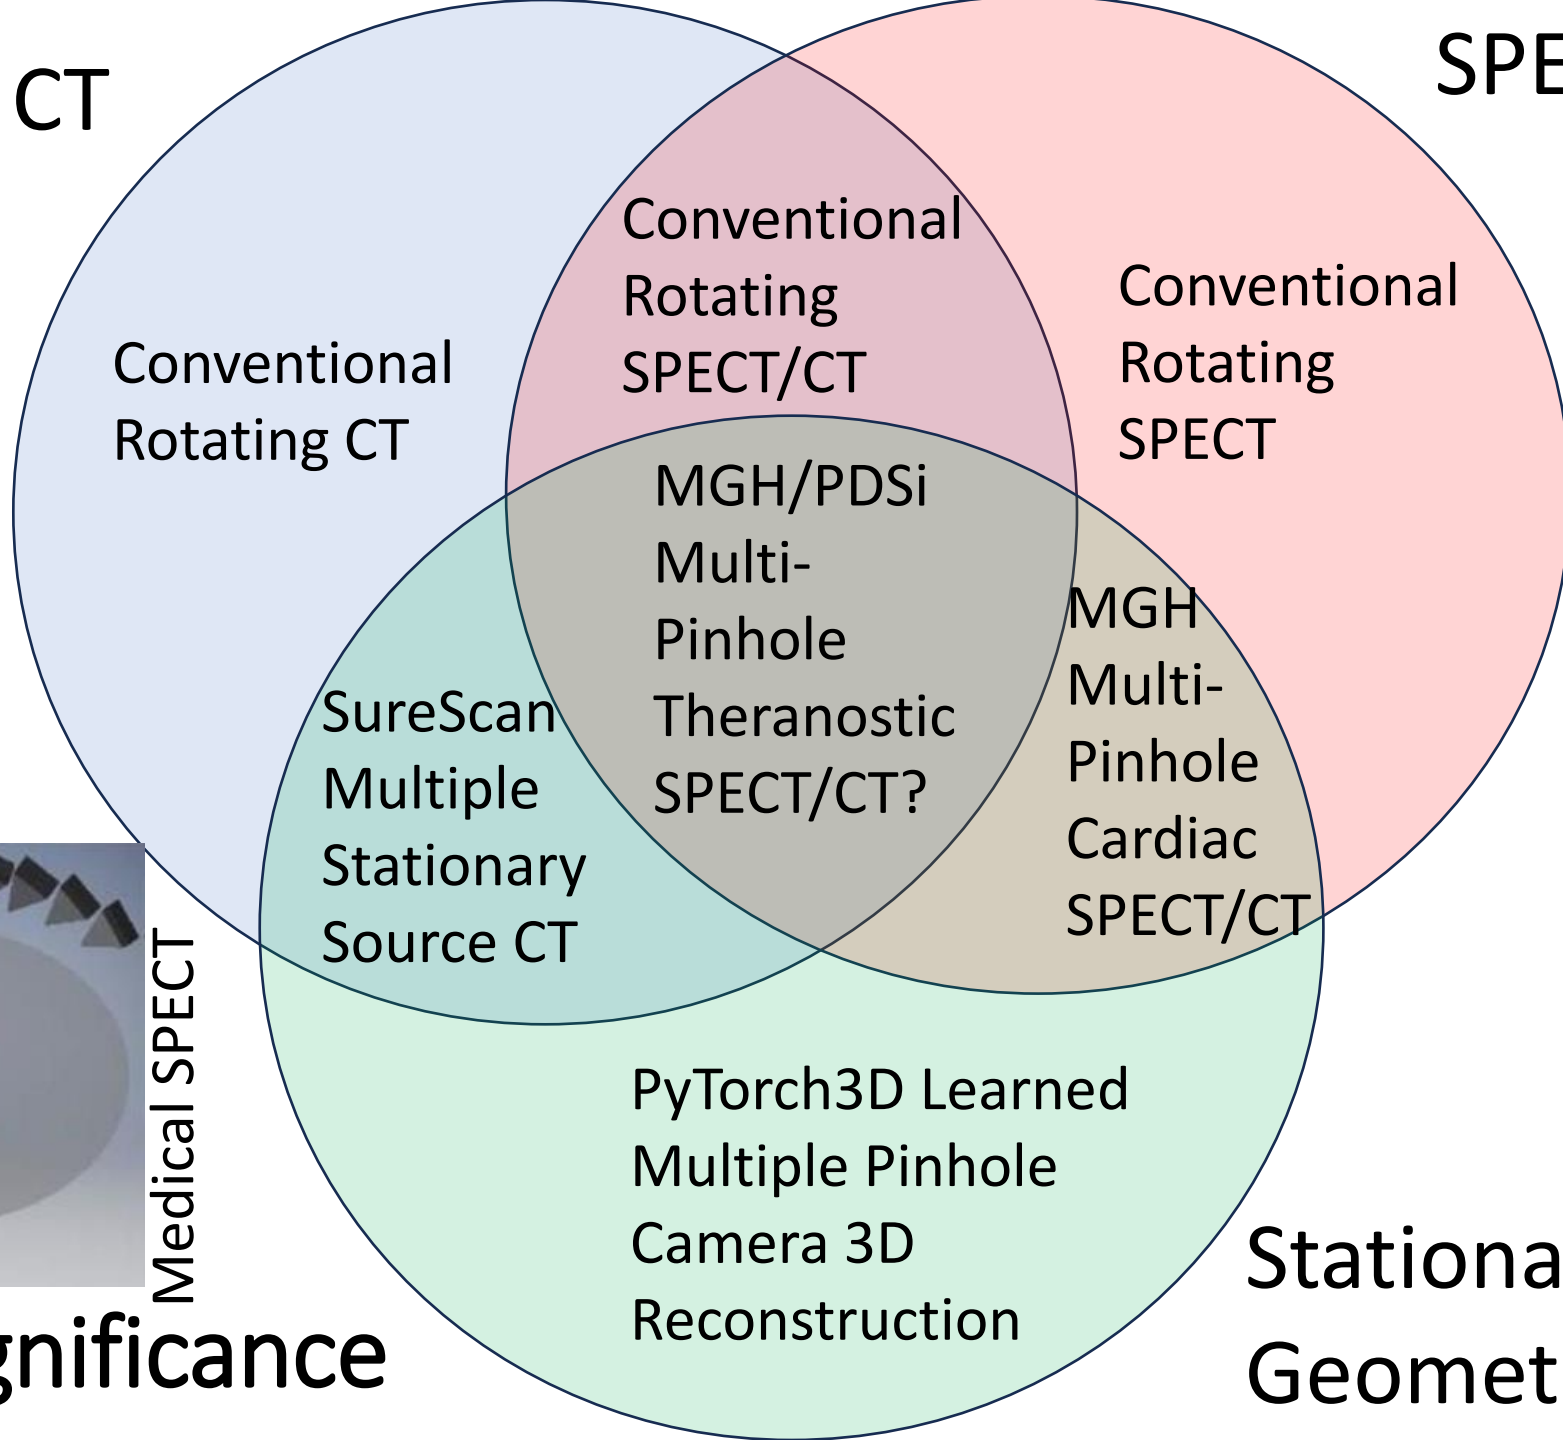 CT
SPE
Conventional
Rotating
SPECT/CT
Conventional
Rotating CT
Conventional
Rotating
SPECT
MGH/PDSi
Multi-
Pinhole
Theranostic
SPECT/CT?
SureScan
Multiple
Stationary
Source CT
MGH
Multi-
Pinhole
Cardiac
SPECT/CT
Medical SPECT
PyTorch3D Learned
Multiple Pinhole
Camera 3D
Reconstruction
Stationa
Geomet
gnificance